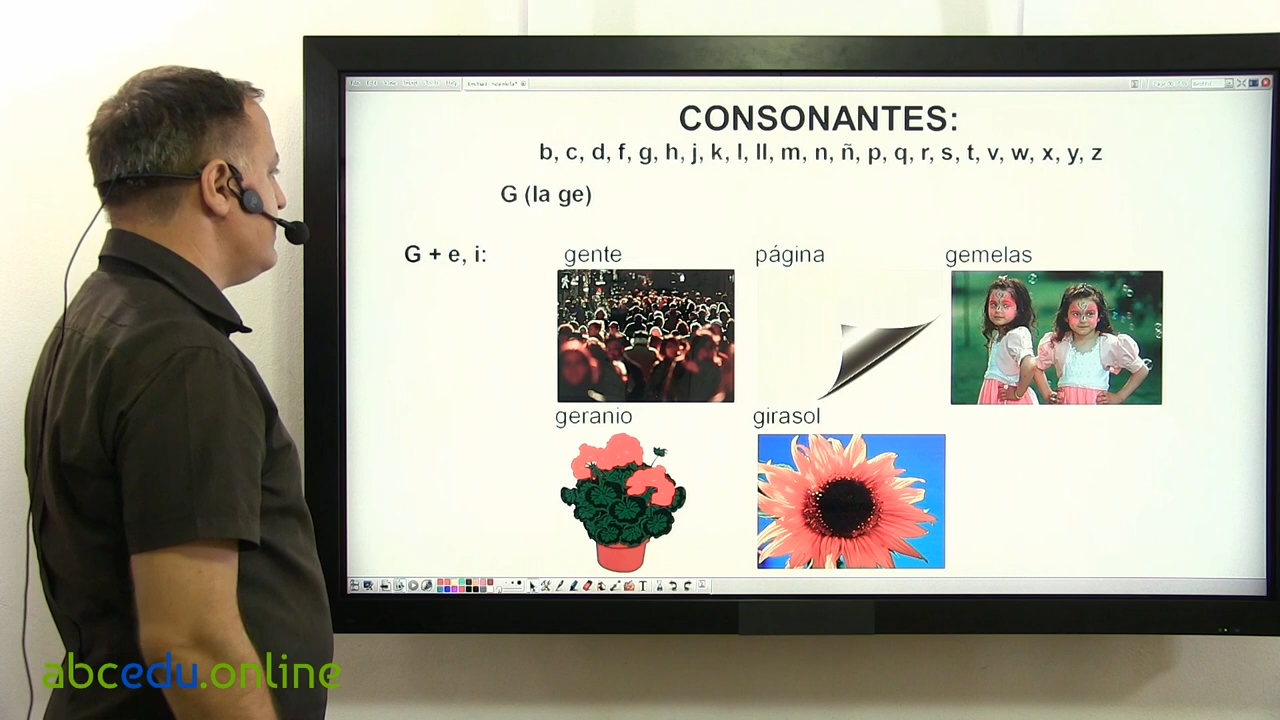 CONSONANTES:
b, c, d, f, g, h, j, k, l, ll, m, n, ñ, p, q, r, s, t, v, w, x, y, z
G (la ge)
G + e, i:
gente página gemelas
geranio girasol
abcedu.online